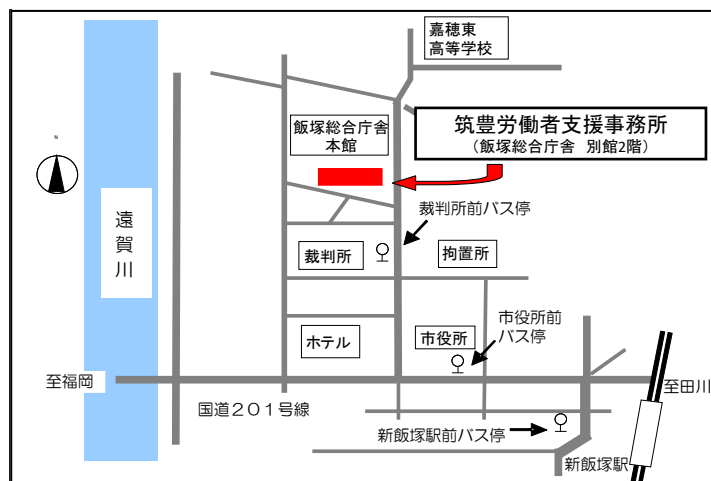 嘉穂東
高等学校
筑豊労働者支援事務所
（飯塚総合庁舎　別館2階）
飯塚総合庁舎
本館
N
裁判所前バス停
遠賀川
裁判所
拘置所
市役所前
バス停
ホテル
市役所
至福岡
至田川
国道２０１号線
新飯塚駅前バス停
新飯塚駅